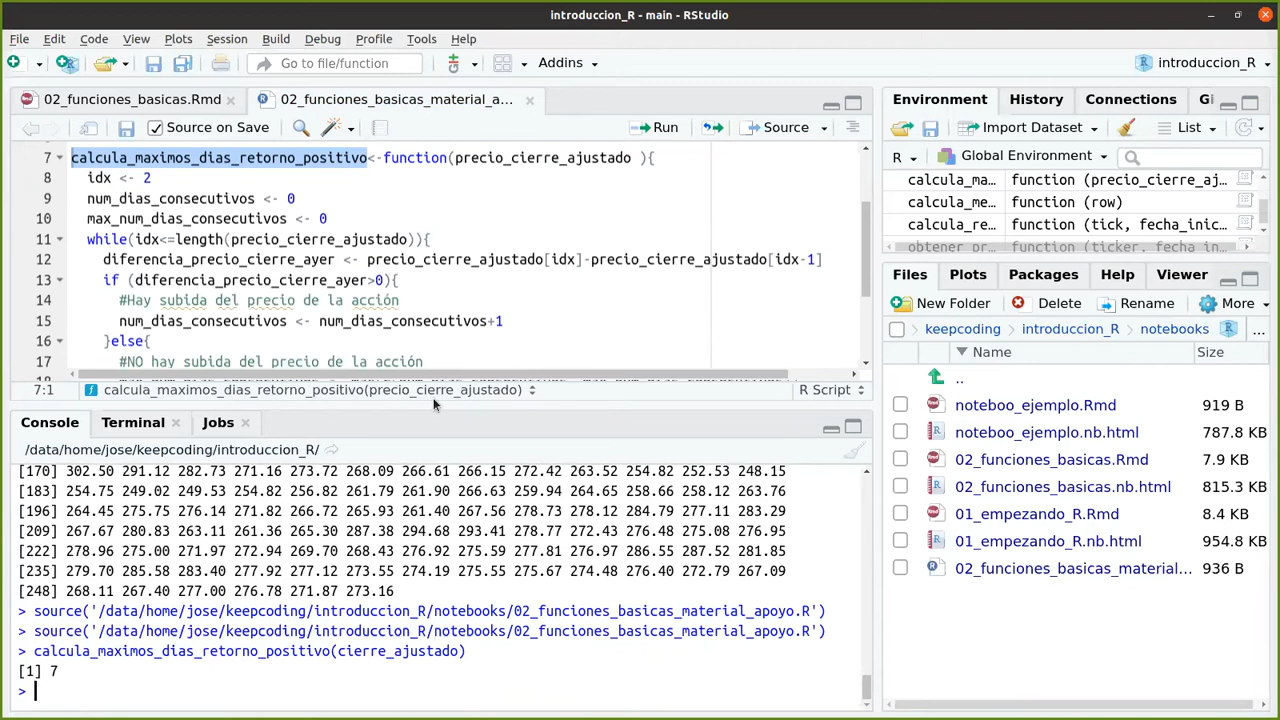 introduccion_R - main - RStudio
File Edit Code View Plots Session Build Debug Profile Tools Help
Go to file/function Addins introduccion_R
02_funciones_basicas.Rmd 02_funciones_basicas_material_a...
Source on Save Run Source
7 calcula_maximos_dias_retorno_positivo<-function(precio_cierre_ajustado ){
8 idx <- 2
9 num_dias_consecutivos <- 0
10 max_num_dias_consecutivos <- 0
11 while(idx<=length(precio_cierre_ajustado)){
12 diferencia_precio_cierre_ayer <- precio_cierre_ajustado[idx]-precio_cierre_ajustado[idx-1]
13 if (diferencia_precio_cierre_ayer>0){
14 #Hay subida del precio de la acción
15 num_dias_consecutivos <- num_dias_consecutivos+1
16 }else{
17 #NO hay subida del precio de la acción
7:1 calcula_maximos_dias_retorno_positivo(precio_cierre_ajustado) R Script
Console Terminal Jobs
/data/home/jose/keepcoding/introduccion_R/
[170] 302.50 291.12 282.73 271.16 273.72 268.09 266.61 266.15 272.42 263.52 254.82 252.53 248.15
[183] 254.75 249.02 249.53 254.82 256.82 261.79 261.90 266.63 259.94 264.65 258.66 258.12 263.76
[196] 264.45 275.75 276.14 271.82 266.72 265.93 261.40 267.56 278.73 278.12 284.79 277.11 283.29
[209] 267.67 280.83 263.11 261.36 265.30 287.38 294.68 293.41 278.77 272.43 276.48 275.08 276.95
[222] 278.96 275.00 271.97 272.94 269.70 268.43 276.92 275.59 277.81 276.97 286.55 287.52 281.85
[235] 279.70 285.58 283.40 277.92 277.12 273.55 274.19 275.55 275.67 274.48 276.40 272.79 267.09
[248] 268.11 267.40 277.00 276.78 271.87 273.16
> source('/data/home/jose/keepcoding/introduccion_R/notebooks/02_funciones_basicas_material_apoyo.R')
> source('/data/home/jose/keepcoding/introduccion_R/notebooks/02_funciones_basicas_material_apoyo.R')
> calcula_maximos_dias_retorno_positivo(cierre_ajustado)
[1] 7
>
Environment History Connections Gi
Import Dataset List
R Global Environment
calcula_ma... function (precio_cierre_aj...
calcula_me... function (row)
calcula_re... function (tick, fecha_inic...
obtener pr... function (ticker, fecha in...
Files Plots Packages Help Viewer
New Folder Delete Rename More
keepcoding introduccion_R notebooks ...
Name Size
..
noteboo_ejemplo.Rmd 919 B
noteboo_ejemplo.nb.html 787.8 KB
02_funciones_basicas.Rmd 7.9 KB
02_funciones_basicas.nb.html 815.3 KB
01_empezando_R.Rmd 8.4 KB
01_empezando_R.nb.html 954.8 KB
02_funciones_basicas_material... 936 B